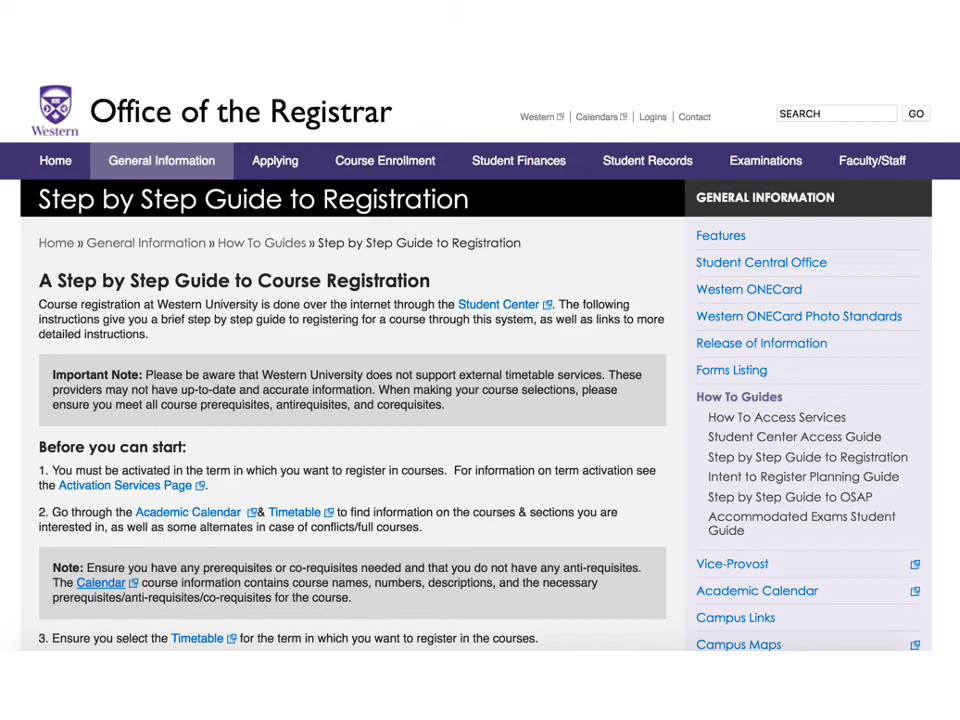 Western
Office of the Registrar
Western | Calendars | Logins | Contact
SEARCH GO
Home General Information Applying Course Enrollment Student Finances Student Records Examinations Faculty/Staff
Step by Step Guide to Registration
Home » General Information » How To Guides » Step by Step Guide to Registration
A Step by Step Guide to Course Registration
Course registration at Western University is done over the internet through the Student Center. The following
instructions give you a brief step by step guide to registering for a course through this system, as well as links to more
detailed instructions.
Important Note: Please be aware that Western University does not support external timetable services. These
providers may not have up-to-date and accurate information. When making your course selections, please
ensure you meet all course prerequisites, antirequisites, and corequisites.
Before you can start:
1. You must be activated in the term in which you want to register in courses. For information on term activation see
the Activation Services Page.
2. Go through the Academic Calendar & Timetable to find information on the courses & sections you are
interested in, as well as some alternates in case of conflicts/full courses.
Note: Ensure you have any prerequisites or co-requisites needed and that you do not have any anti-requisites.
The Calendar course information contains course names, numbers, descriptions, and the necessary
prerequisites/anti-requisites/co-requisites for the course.
3. Ensure you select the Timetable for the term in which you want to register in the courses.
GENERAL INFORMATION
Features
Student Central Office
Western ONECard
Western ONECard Photo Standards
Release of Information
Forms Listing
How To Guides
How To Access Services
Student Center Access Guide
Step by Step Guide to Registration
Intent to Register Planning Guide
Step by Step Guide to OSAP
Accommodated Exams Student
Guide
Vice-Provost
Academic Calendar
Campus Links
Campus Maps